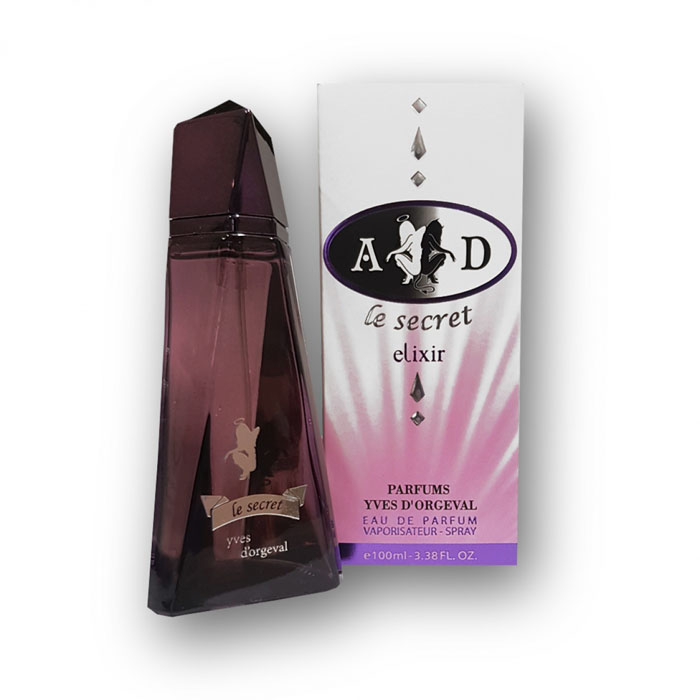 le secret
yves
d'orgeval
A D
le secret
elixir
PARFUMS
YVES D'ORGEVAL
EAU DE PARFUM
VAPORISATEUR - SPRAY
e100ml - 3.38 FL. OZ.